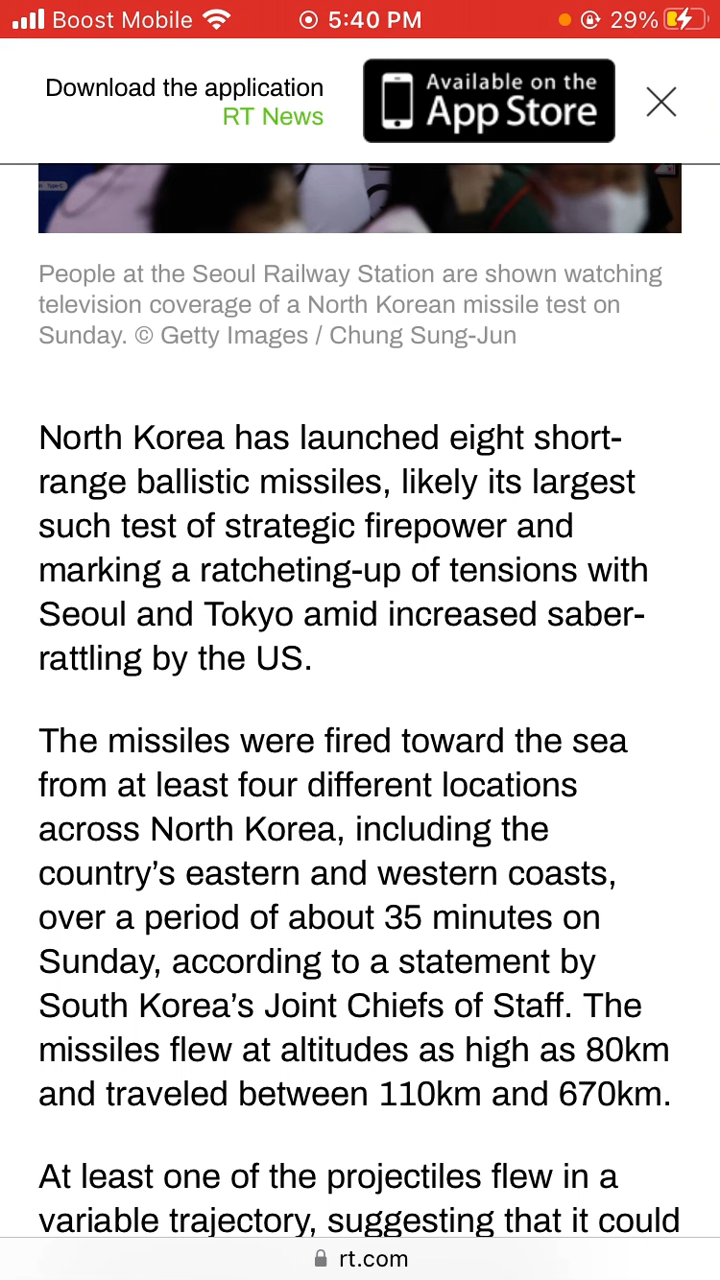 Boost Mobile 5:40 PM 29%
Download the application
RT News
Available on the
App Store
People at the Seoul Railway Station are shown watching
television coverage of a North Korean missile test on
Sunday. © Getty Images / Chung Sung-Jun
North Korea has launched eight short-
range ballistic missiles, likely its largest
such test of strategic firepower and
marking a ratcheting-up of tensions with
Seoul and Tokyo amid increased saber-
rattling by the US.
The missiles were fired toward the sea
from at least four different locations
across North Korea, including the
country’s eastern and western coasts,
over a period of about 35 minutes on
Sunday, according to a statement by
South Korea’s Joint Chiefs of Staff. The
missiles flew at altitudes as high as 80km
and traveled between 110km and 670km.
At least one of the projectiles flew in a
variable trajectory, suggesting that it could
rt.com